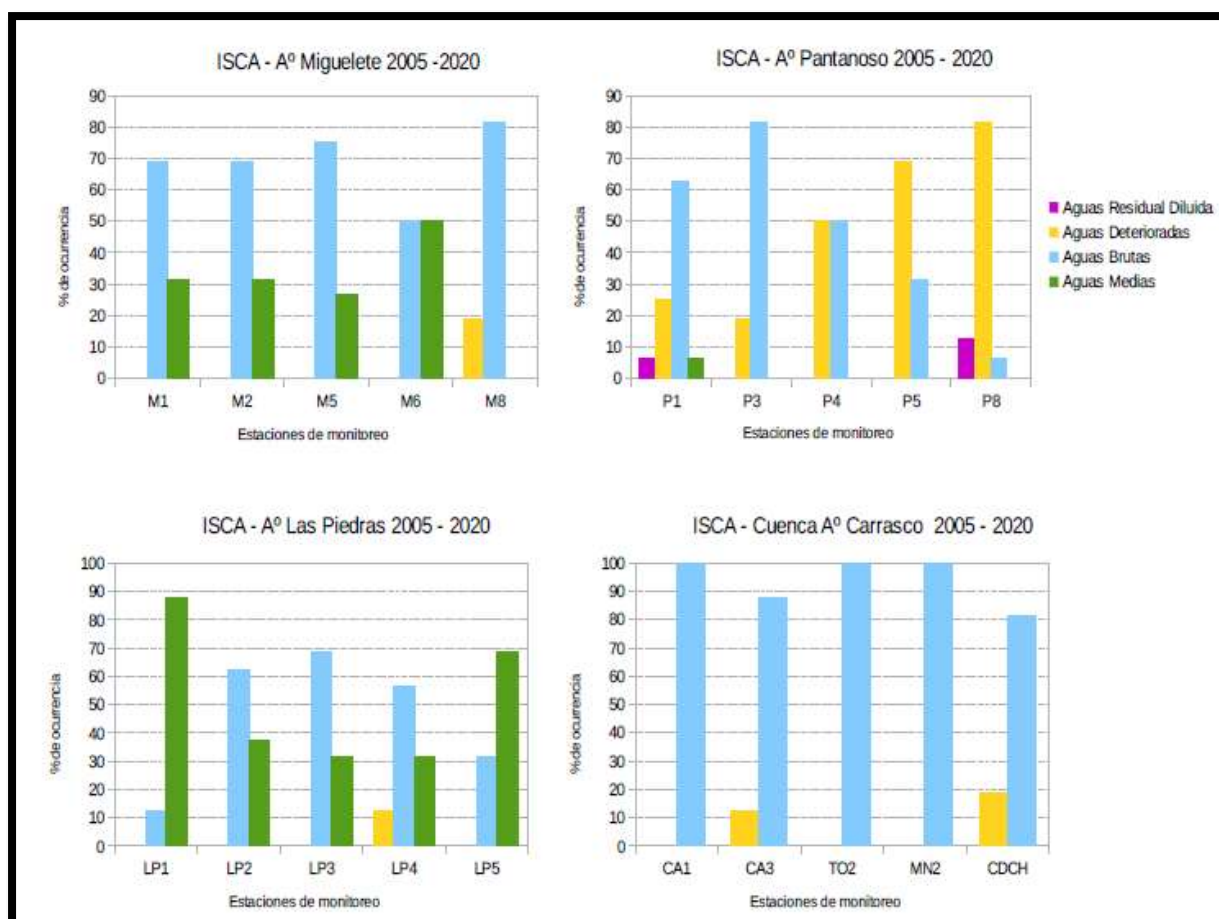 ISCA - Aº Miguelete 2005 -2020
% de ocurrencia
90
80
70
60
50
40
30
20
10
0
M1 M2 M5 M6 M8
Estaciones de monitoreo
ISCA - Aº Pantanoso 2005 - 2020
% de ocurrencia
90
80
70
60
50
40
30
20
10
0
P1 P3 P4 P5 P8
Estaciones de monitoreo
Aguas Residual Diluida
Aguas Deterioradas
Aguas Brutas
Aguas Medias
ISCA - Aº Las Piedras 2005 - 2020
% de ocurrencia
100
90
80
70
60
50
40
30
20
10
0
LP1 LP2 LP3 LP4 LP5
Estaciones de monitoreo
ISCA - Cuenca Aº Carrasco 2005 - 2020
% de ocurrencia
100
90
80
70
60
50
40
30
20
10
0
CA1 CA3 TO2 MN2 CDCH
Estaciones de monitoreo